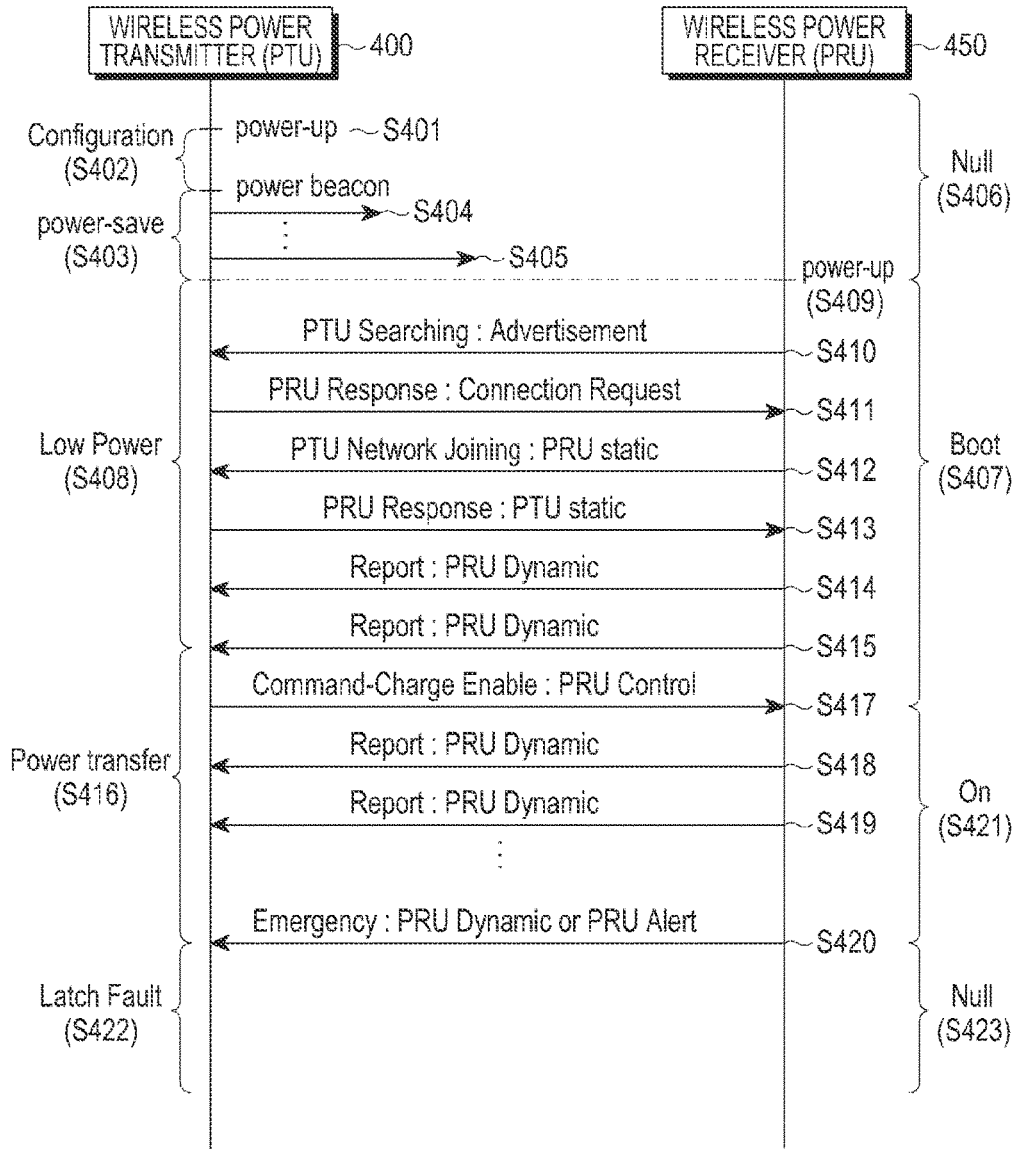 WIRELESS POWER
TRANSMITTER (PTU)
400
WIRELESS POWER
RECEIVER (PRU)
450
Configuration
(S402)
power-up
S401
Null
(S406)
power beacon
S404
power-save
(S403)
S405
power-up
(S409)
PTU Searching : Advertisement
S410
PRU Response : Connection Request
S411
Low Power
(S408)
PTU Network Joining : PRU static
S412
Boot
(S407)
PRU Response : PTU static
S413
Report : PRU Dynamic
S414
Report : PRU Dynamic
S415
Command-Charge Enable : PRU Control
S417
Power transfer
(S416)
Report : PRU Dynamic
S418
On
(S421)
Report : PRU Dynamic
S419
Emergency : PRU Dynamic or PRU Alert
S420
Latch Fault
(S422)
Null
(S423)